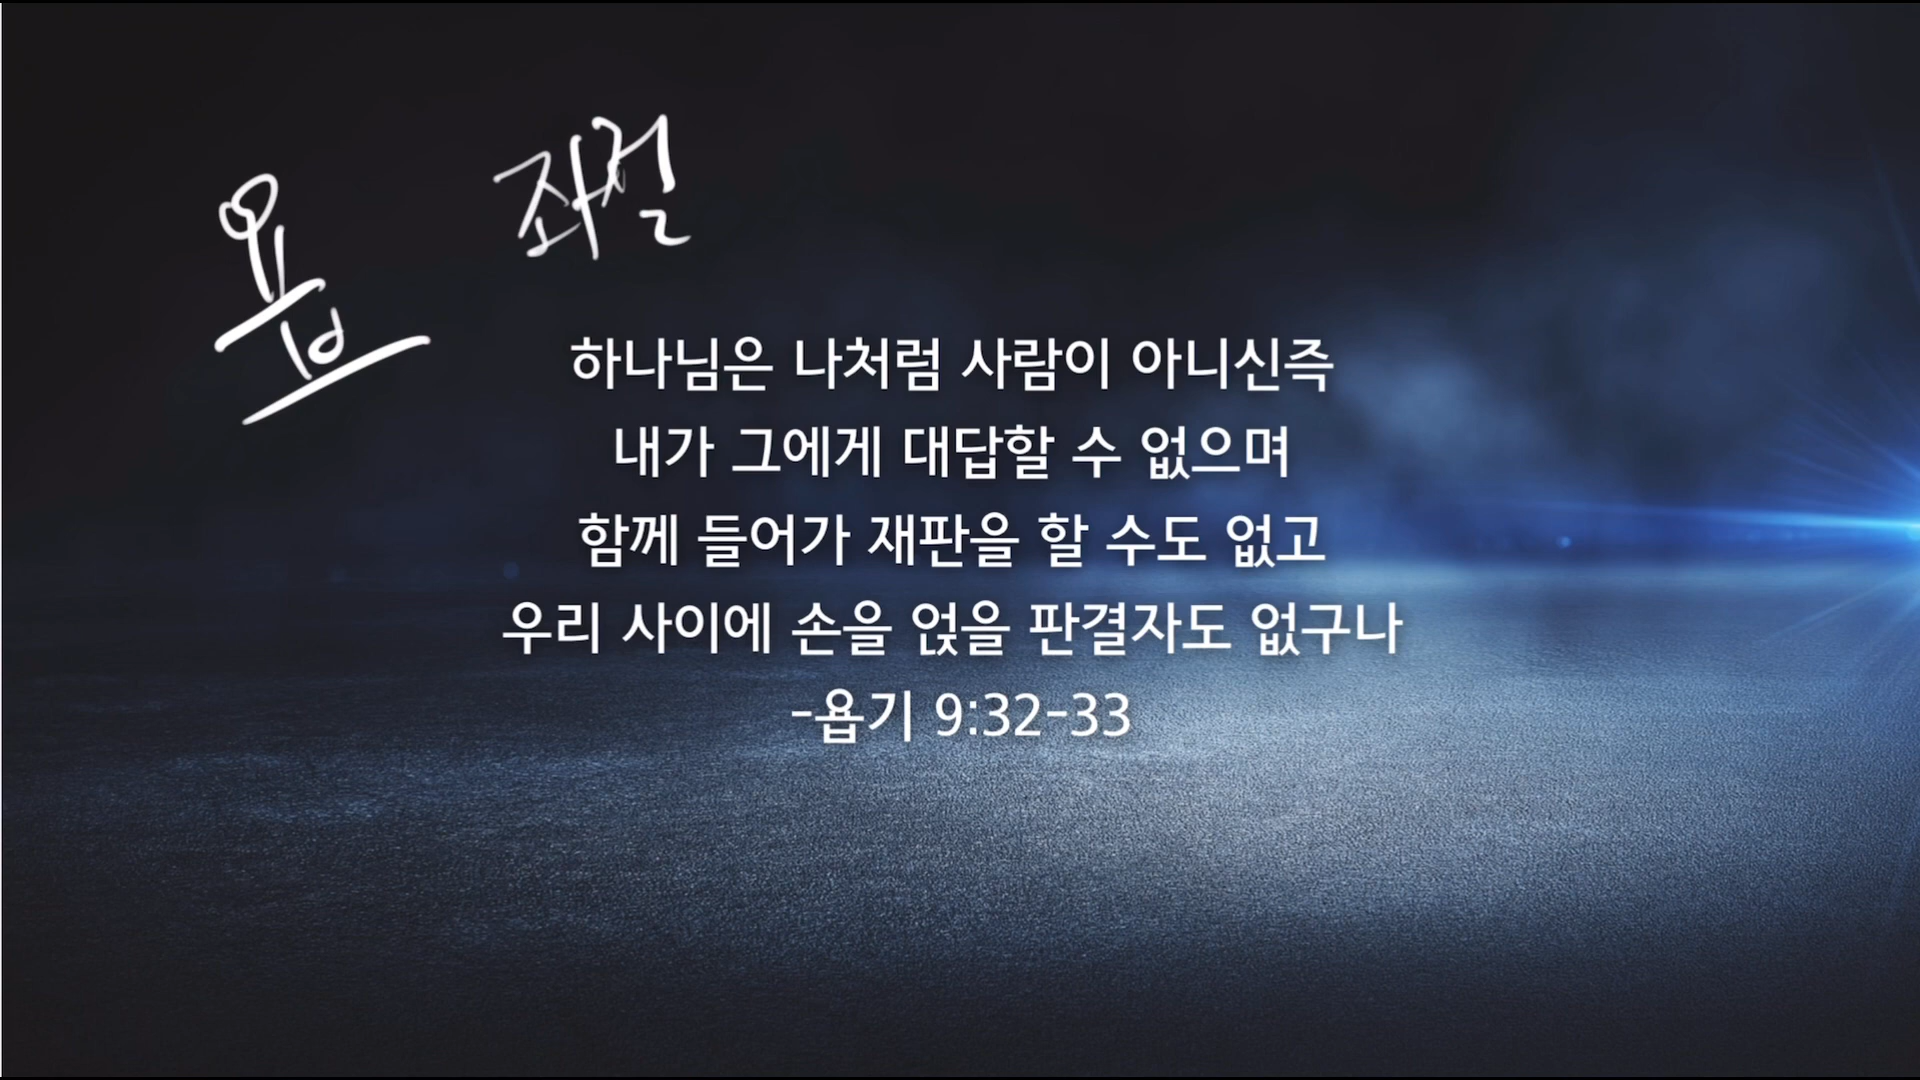 욥
좌절
하나님은 나처럼 사람이 아니신즉
내가 그에게 대답할 수 없으며
함께 들어가 재판을 할 수도 없고
우리 사이에 손을 얹을 판결자도 없구나
-욥기 9:32-33